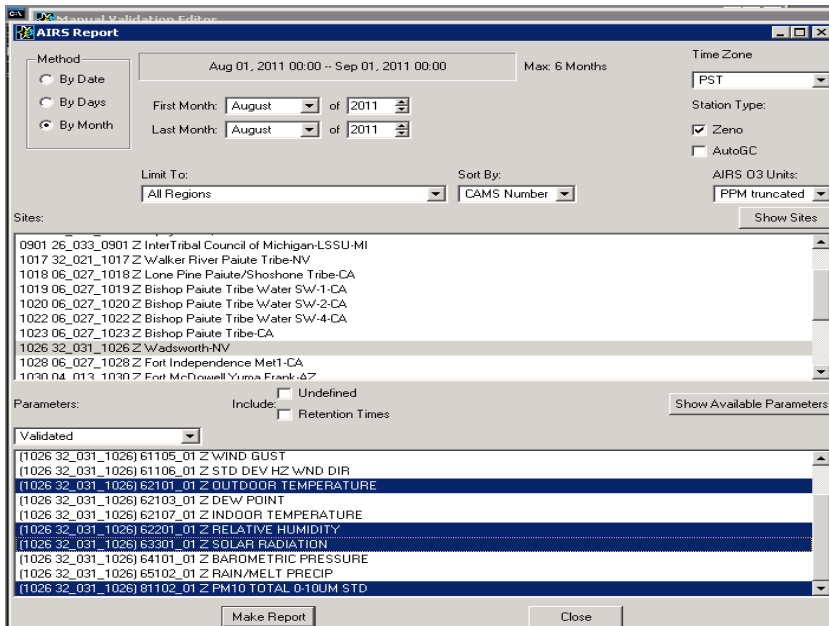 Manual Validation Editor
AIRS Report
Method
By Date
By Days
By Month
Aug 01, 2011 00:00 -- Sep 01, 2011 00:00
Max: 6 Months
Time Zone
PST
First Month: August of 2011
Last Month: August of 2011
Station Type:
Zeno
AutoGC
Limit To:
All Regions
Sort By:
CAMS Number
AIRS O3 Units:
PPM truncated
Sites:
Show Sites
0901 26_033_0901 Z InterTribal Council of Michigan-LSSU-MI
1017 32_021_1017 Z Walker River Paiute Tribe-NV
1018 06_027_1018 Z Lone Pine Paiute/Shoshone Tribe-CA
1019 06_027_1019 Z Bishop Paiute Tribe Water SW-1-CA
1020 06_027_1020 Z Bishop Paiute Tribe Water SW-2-CA
1022 06_027_1022 Z Bishop Paiute Tribe Water SW-4-CA
1023 06_027_1023 Z Bishop Paiute Tribe-CA
1026 32_031_1026 Z Wadsworth-NV
1028 06_027_1028 Z Fort Independence Met1-CA
1030 04_013_1030 Z Fort McDowell Yuma Frank-AZ
Parameters:
Include:
Undefined
Retention Times
Show Available Parameters
Validated
(1026 32_031_1026) 61105_01 Z WIND GUST
(1026 32_031_1026) 61106_01 Z STD DEV HZ WND DIR
(1026 32_031_1026) 62101_01 Z OUTDOOR TEMPERATURE
(1026 32_031_1026) 62103_01 Z DEW POINT
(1026 32_031_1026) 62107_01 Z INDOOR TEMPERATURE
(1026 32_031_1026) 62201_01 Z RELATIVE HUMIDITY
(1026 32_031_1026) 63301_01 Z SOLAR RADIATION
(1026 32_031_1026) 64101_01 Z BAROMETRIC PRESSURE
(1026 32_031_1026) 65102_01 Z RAIN/MELT PRECIP
(1026 32_031_1026) 81102_01 Z PM10 TOTAL 0-10UM STD
Make Report
Close